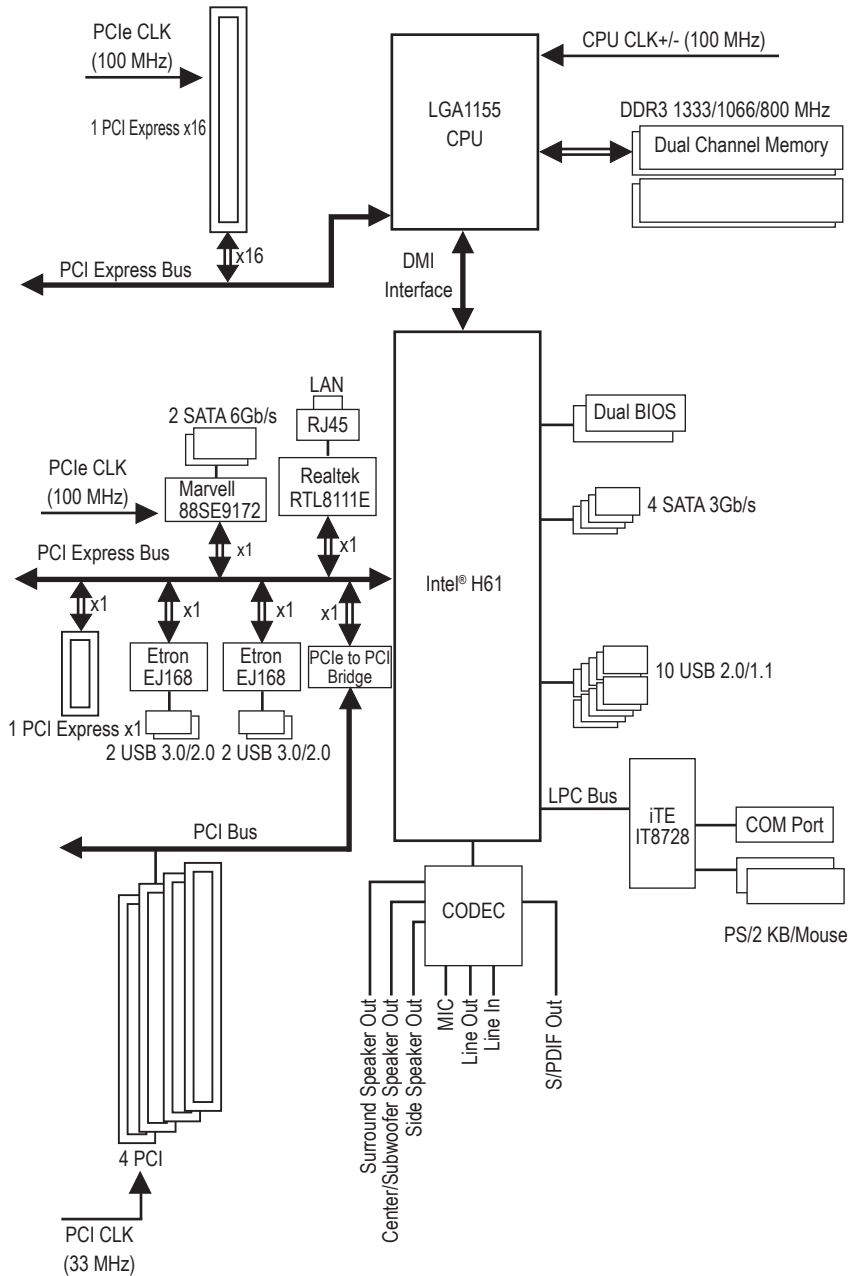 PCIe CLK
(100 MHz)
1 PCI Express x16
x16
PCI Express Bus
LGA1155
CPU
CPU CLK+/- (100 MHz)
DDR3 1333/1066/800 MHz
Dual Channel Memory
DMI
Interface
LAN
RJ45
2 SATA 6Gb/s
PCIe CLK
(100 MHz)
Marvell
88SE9172
Realtek
RTL8111E
x1
x1
PCI Express Bus
x1
x1
x1
x1
Etron
EJ168
Etron
EJ168
PCIe to PCI
Bridge
1 PCI Express x1
2 USB 3.0/2.0
2 USB 3.0/2.0
Intel® H61
Dual BIOS
4 SATA 3Gb/s
10 USB 2.0/1.1
LPC Bus
iTE
IT8728
COM Port
PS/2 KB/Mouse
PCI Bus
CODEC
Surround Speaker Out
Center/Subwoofer Speaker Out
Side Speaker Out
MIC
Line Out
Line In
S/PDIF Out
4 PCI
PCI CLK
(33 MHz)